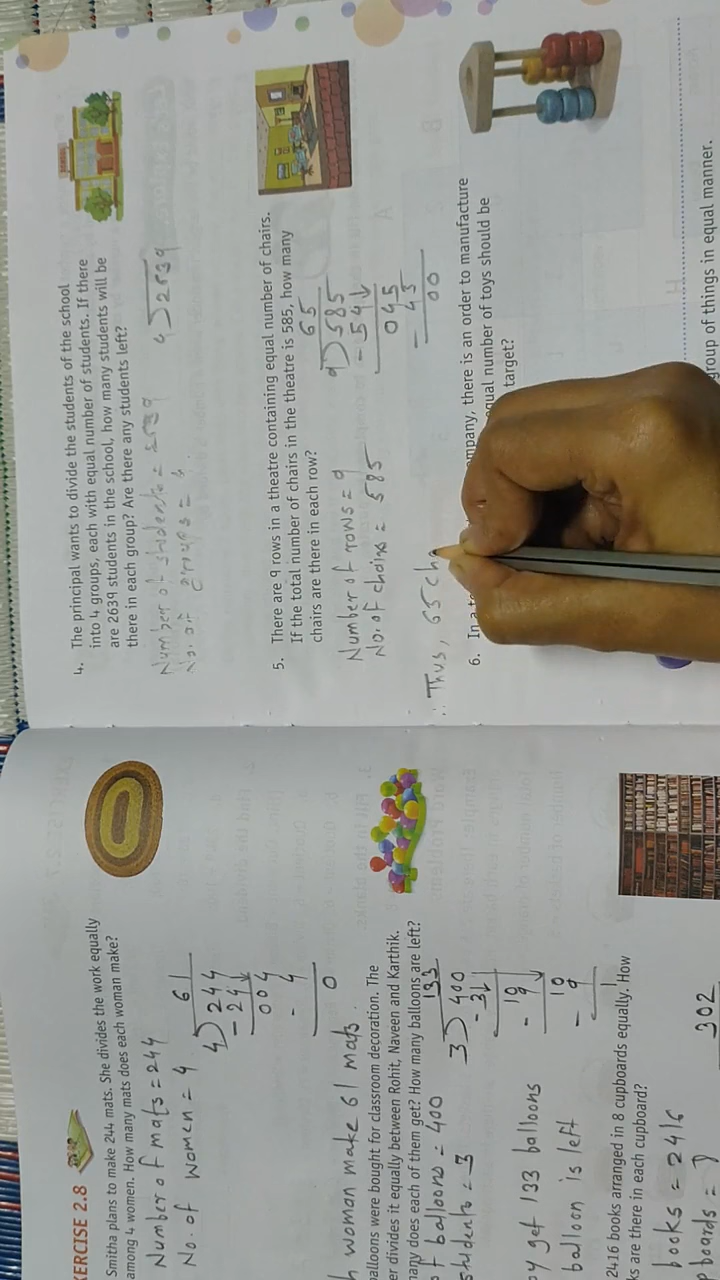 EXERCISE 2.8
Smitha plans to make 244 mats. She divides the work equally
among 4 women. How many mats does each woman make?
Number of mats = 244
No. of women = 4
61
4)244
- 24↓
004
- 4
0
woman make 61 mats.
balloons were bought for classroom decoration. The
divides it equally between Rohit, Naveen and Karthik.
many does each of them get? How many balloons are left?
balloons = 400
students = 3
133
3)400
- 3↓
10
- 9↓
10
- 9
1
get 133 balloons
balloon is left
2416 books arranged in 8 cupboards equally. How
are there in each cupboard?
books = 2416
boards = 8
302
4. The principal wants to divide the students of the school
into 4 groups, each with equal number of students. If there
are 2639 students in the school, how many students will be
there in each group? Are there any students left?
Number of students = 2639
No. of groups = 4.
4)2639
5. There are 9 rows in a theatre containing equal number of chairs.
If the total number of chairs in the theatre is 585, how many
chairs are there in each row?
Number of rows = 9
No. of chairs = 585
65
9)585
- 54↓
045
- 45
00
∴ Thus, 65 ch
6. In a
mpany, there is an order to manufacture
qual number of toys should be
target?
group of things in equal manner.